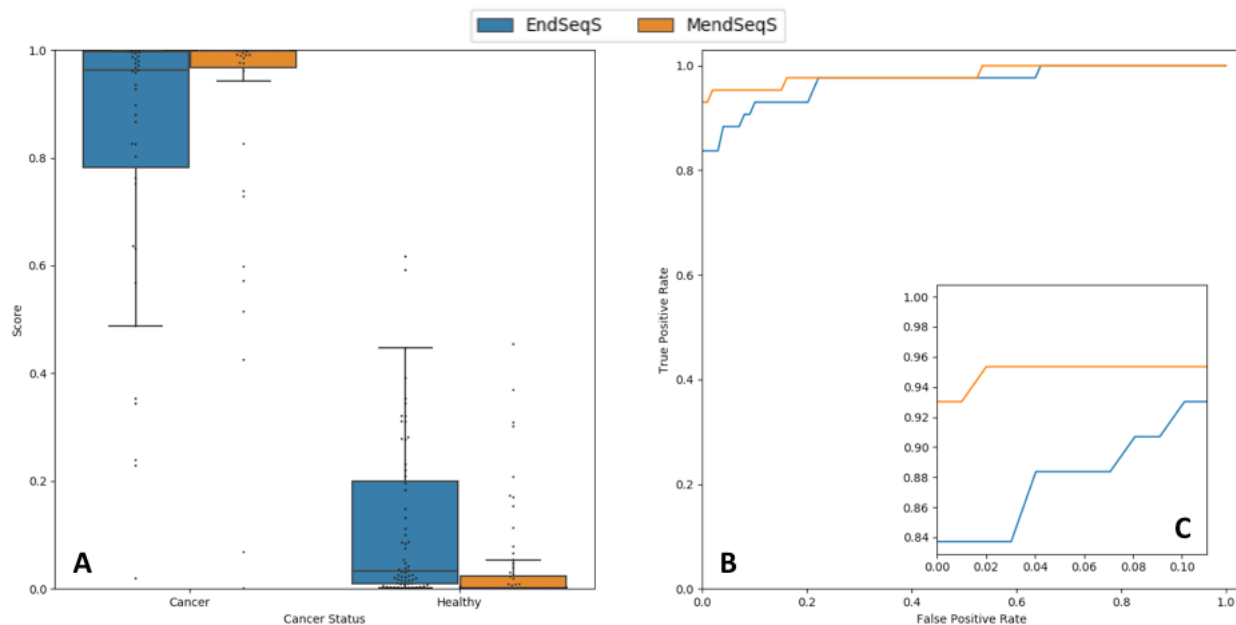 EndSeqS MendSeqS
1.0
0.8
0.6
0.4
0.2
0.0
Score
A
Cancer Healthy
Cancer Status
1.0
0.8
0.6
0.4
0.2
0.0
True Positive Rate
B
0.0 0.2 0.4 0.6 0.8 1.0
False Positive Rate
1.00
0.98
0.96
0.94
0.92
0.90
0.88
0.86
0.84
C
0.00 0.02 0.04 0.06 0.08 0.10